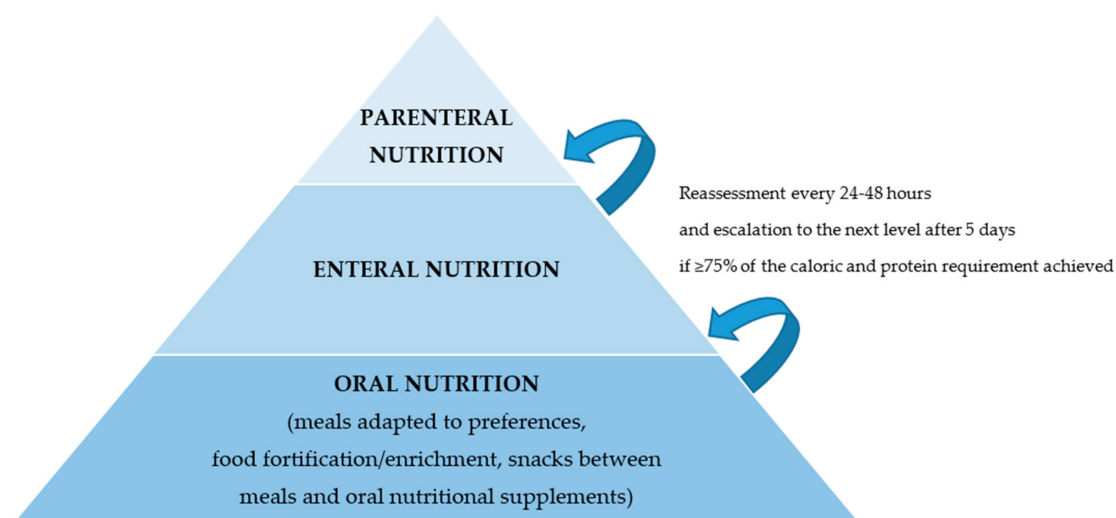 PARENTERAL
NUTRITION
Reassessment every 24-48 hours
and escalation to the next level after 5 days
if ≥75% of the caloric and protein requirement achieved
ENTERAL NUTRITION
ORAL NUTRITION
(meals adapted to preferences,
food fortification/enrichment, snacks between
meals and oral nutritional supplements)